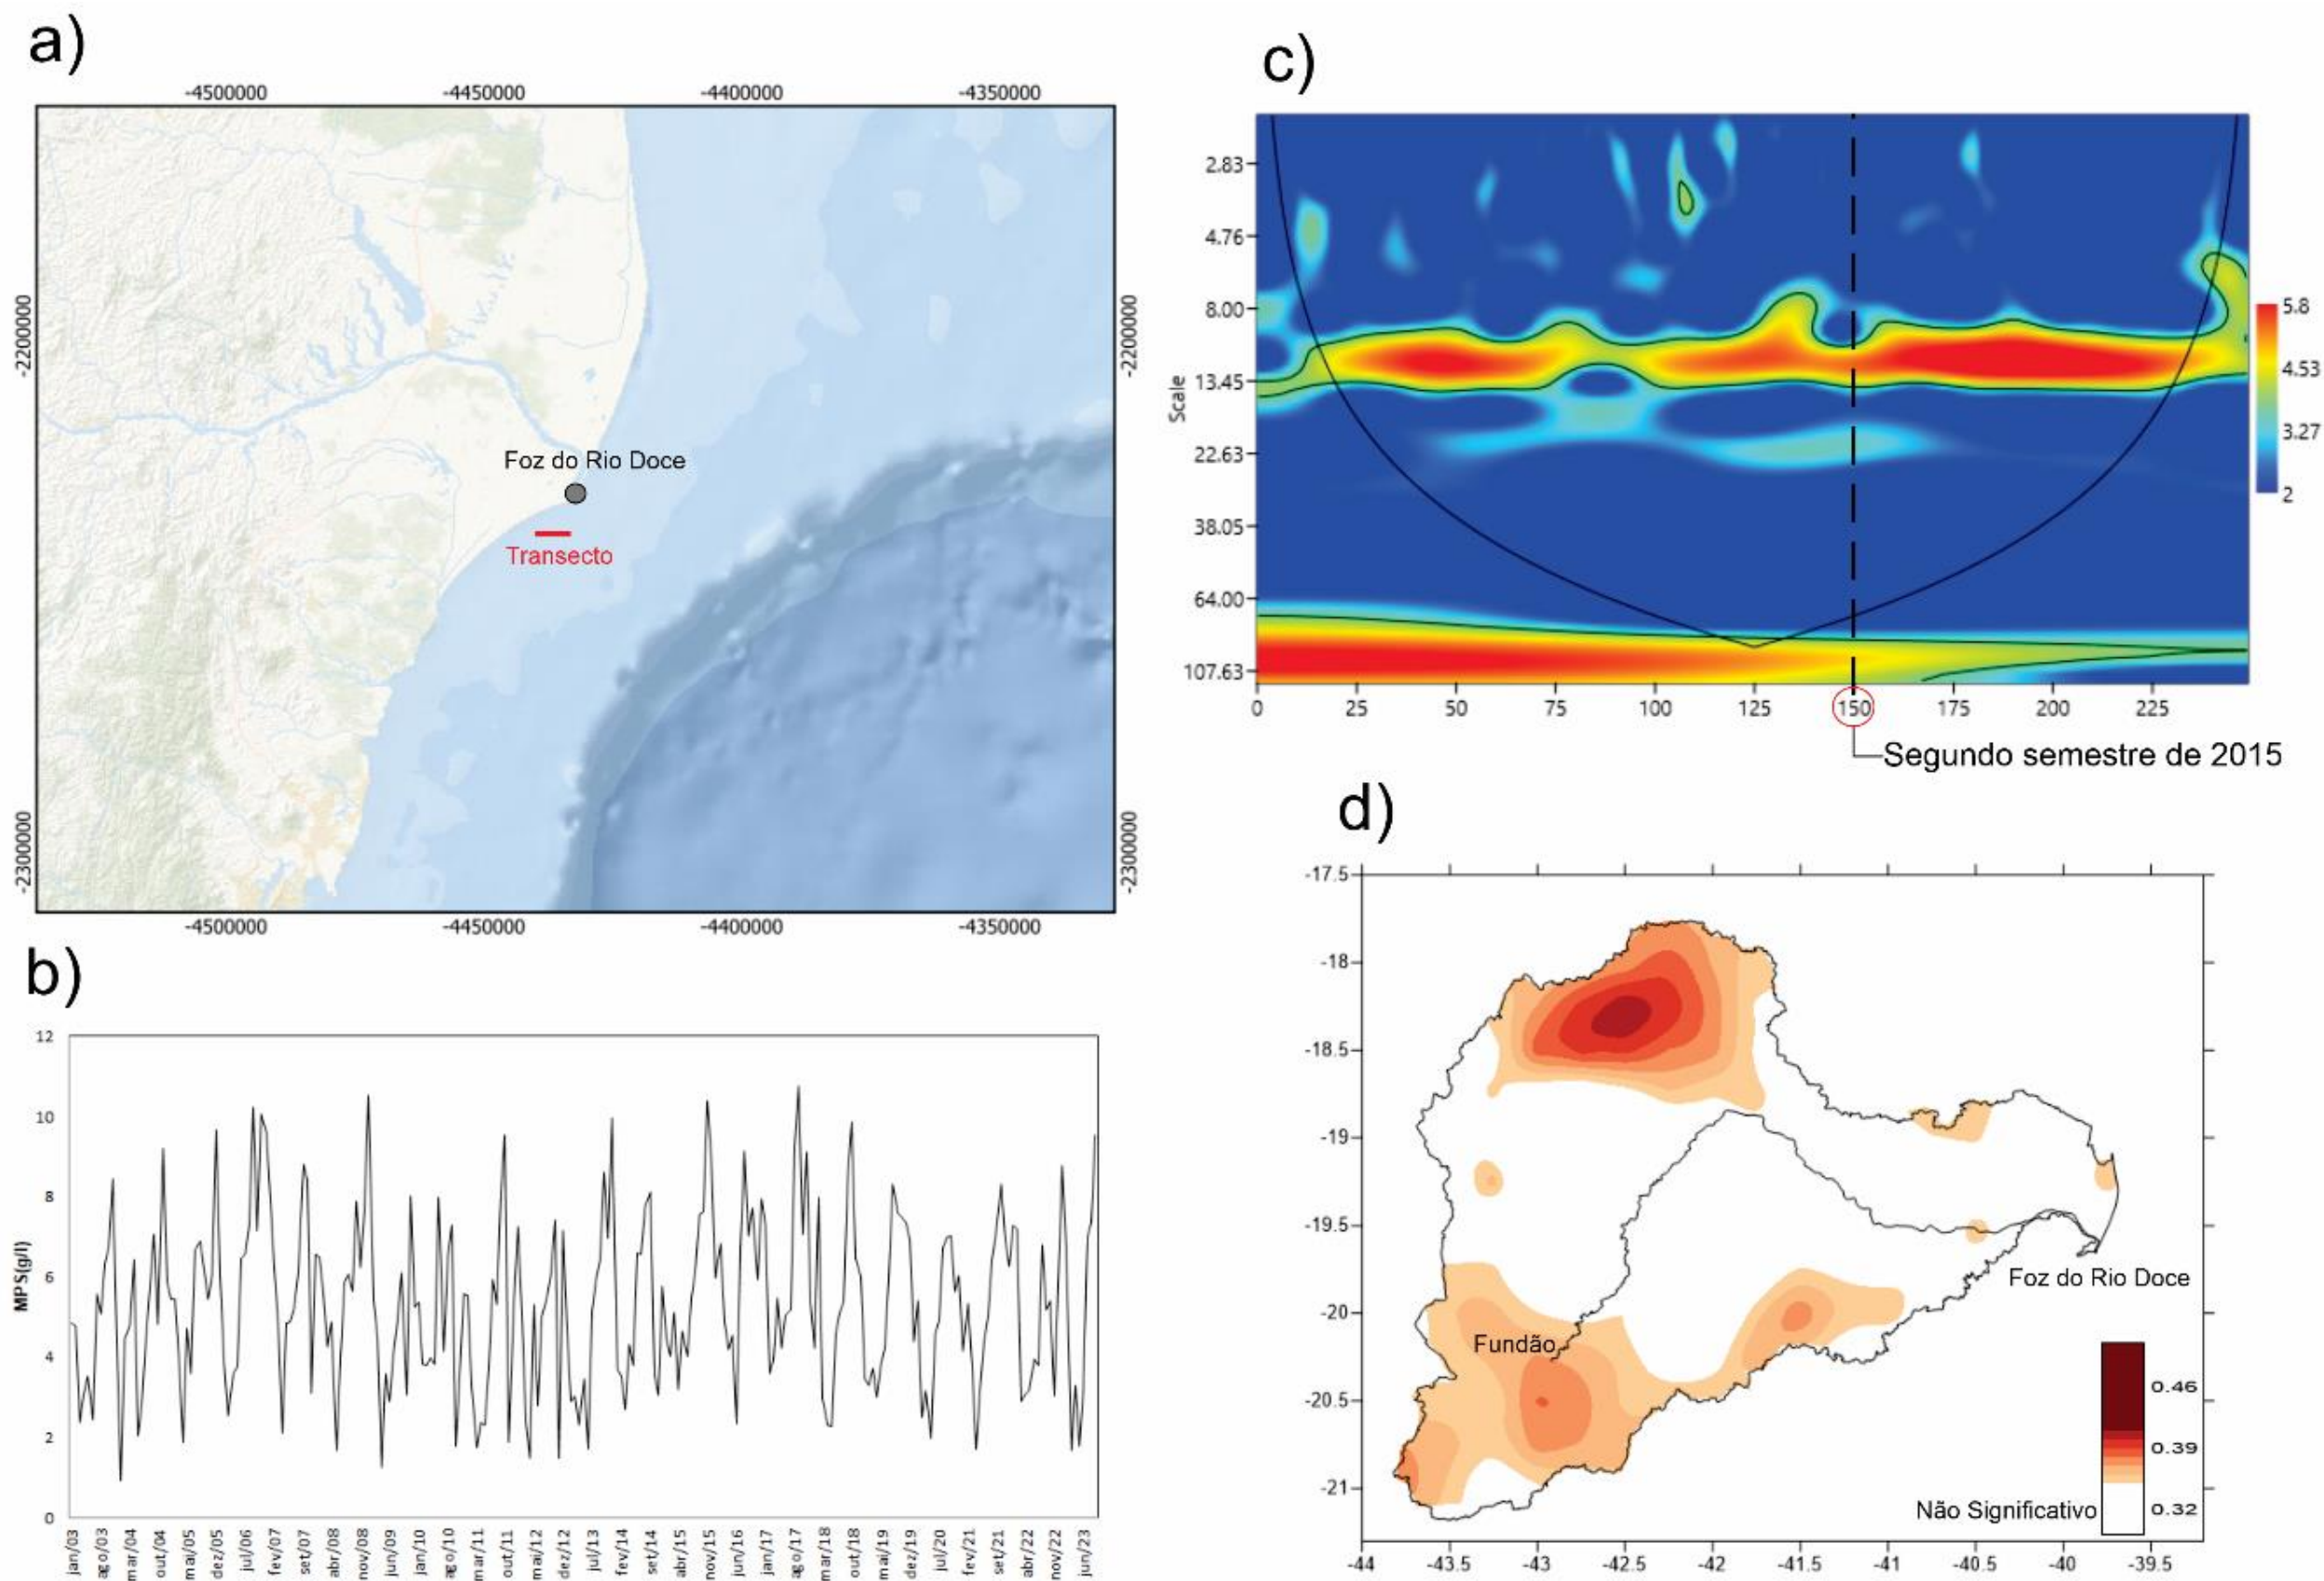 a)
-4500000 -4450000 -4400000 -4350000
-2200000
-2300000
Foz do Rio Doce
Transecto
-2200000
-2300000
-4500000 -4450000 -4400000 -4350000
b)
MPS(g/l)
12
10
8
6
4
2
0
jan/03 ago/03 mar/04 out/04 mai/05 dez/05 jul/06 fev/07 set/07 abr/08 nov/08 jun/09 jan/10 ago/10 mar/11 out/11 mai/12 dez/12 jul/13 fev/14 set/14 abr/15 nov/15 jun/16 jan/17 ago/17 mar/18 out/18 mai/19 dez/19 jul/20 fev/21 set/21 abr/22 nov/22 jun/23
c)
Scale
2.83
4.76
8.00
13.45
22.63
38.05
64.00
107.63
0 25 50 75 100 125 150 175 200 225
5.8
4.53
3.27
2
Segundo semestre de 2015
d)
-17.5
-18
-18.5
-19
-19.5
-20
-20.5
-21
Foz do Rio Doce
Fundão
0.46
0.39
Não Significativo 0.32
-44 -43.5 -43 -42.5 -42 -41.5 -41 -40.5 -40 -39.5